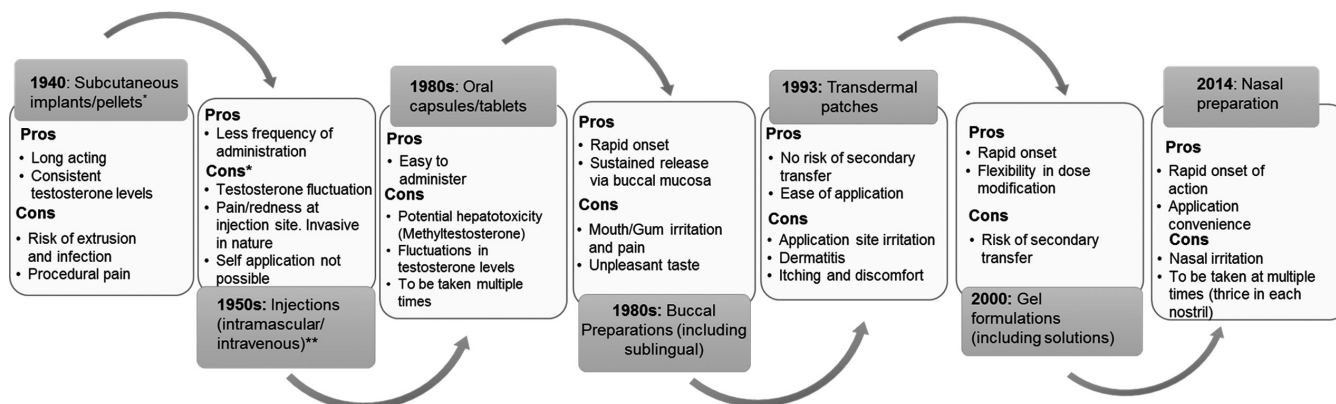 1940: Subcutaneous
implants/pellets*
Pros
• Long acting
• Consistent
testosterone levels
Cons
• Risk of extrusion
and infection
• Procedural pain
Pros
• Less frequency of
administration
Cons*
• Testosterone fluctuation
• Pain/redness at
injection site. Invasive
in nature
• Self application not
possible
1950s: Injections
(intramascular/
intravenous)**
1980s: Oral
capsules/tablets
Pros
• Easy to
administer
Cons
• Potential hepatotoxicity
(Methyltestosterone)
• Fluctuations in
testosterone levels
• To be taken multiple
times
Pros
• Rapid onset
• Sustained release
via buccal mucosa
Cons
• Mouth/Gum irritation
and pain
• Unpleasant taste
1980s: Buccal
Preparations (including
sublingual)
1993: Transdermal
patches
Pros
• No risk of secondary
transfer
• Ease of application
Cons
• Application site irritation
• Dermatitis
• Itching and discomfort
Pros
• Rapid onset
• Flexibility in dose
modification
Cons
• Risk of secondary
transfer
2000: Gel
formulations
(including solutions)
2014: Nasal
preparation
Pros
• Rapid onset of
action
• Application
convenience
Cons
• Nasal irritation
• To be taken at multiple
times (thrice in each
nostril)